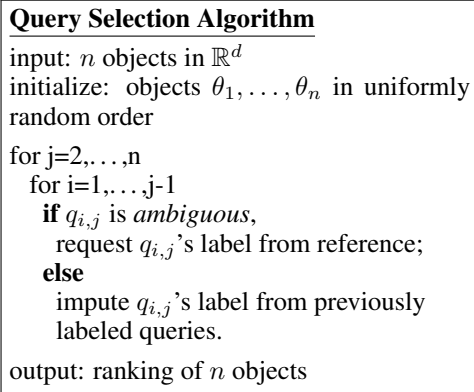 Query Selection Algorithm
input: n objects in ℝ^d
initialize: objects θ_1, . . . , θ_n in uniformly
random order
for j=2,. . . ,n
for i=1,. . . ,j-1
if q_{i,j} is ambiguous,
request q_{i,j}'s label from reference;
else
impute q_{i,j}'s label from previously
labeled queries.
output: ranking of n objects